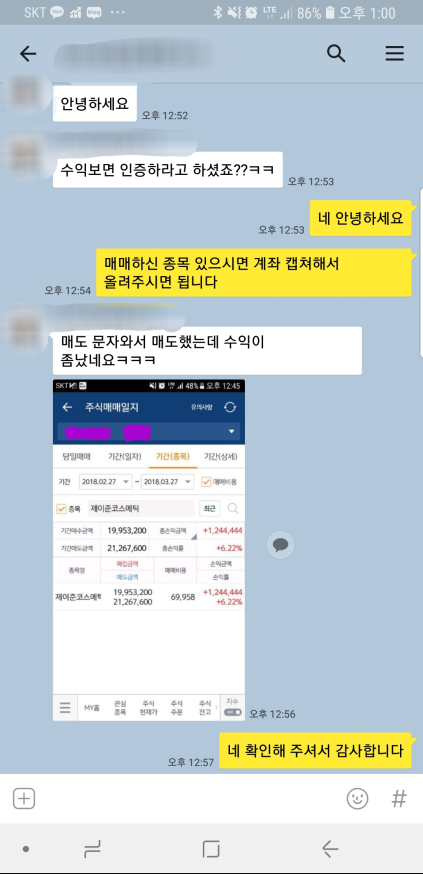 SKT TALK blog ··· LTE 86% 오후 1:00
안녕하세요
오후 12:52
수익보면 인증하라고 하셨죠??ㅋㅋ
오후 12:53
네 안녕하세요
오후 12:53
매매하신 종목 있으시면 계좌 캡쳐해서
올려주시면 됩니다
오후 12:54
매도 문자와서 매도했는데 수익이
좀났네요ㅋㅋㅋ
SKT 48% 오후 12:45
주식매매일지 유의사항
당일매매 기간(일자) 기간(종목) 기간(상세)
기간 2018.02.27 ~ 2018.03.27 매매비용
종목 제이준코스메틱 최근
기간매수금액 19,953,200 총손익금액 +1,244,444
기간매도금액 21,267,600 총손익률 +6.22%
종목명 매입금액 매매비용 손익금액
매도금액 손익률
제이준코스메틱 19,953,200 69,958 +1,244,444
21,267,600 +6.22%
MY홈 관심 주식 주식 주식 지수
종목 현재가 주문 잔고 OFF
오후 12:56
네 확인해 주셔서 감사합니다
오후 12:57
#